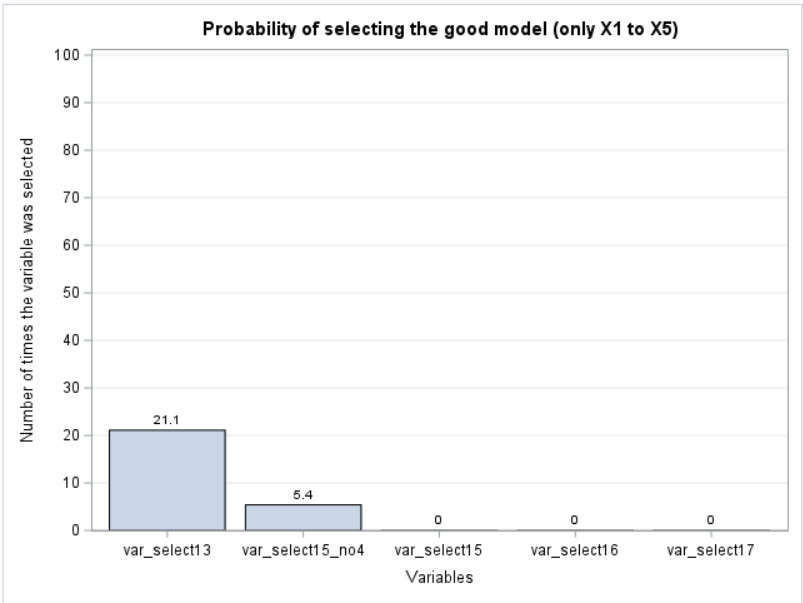 Probability of selecting the good model (only X1 to X5)
Number of times the variable was selected
100
90
80
70
60
50
40
30
20
10
0
21.1
5.4
0
0
0
var_select13
var_select15_no4
var_select15
var_select16
var_select17
Variables